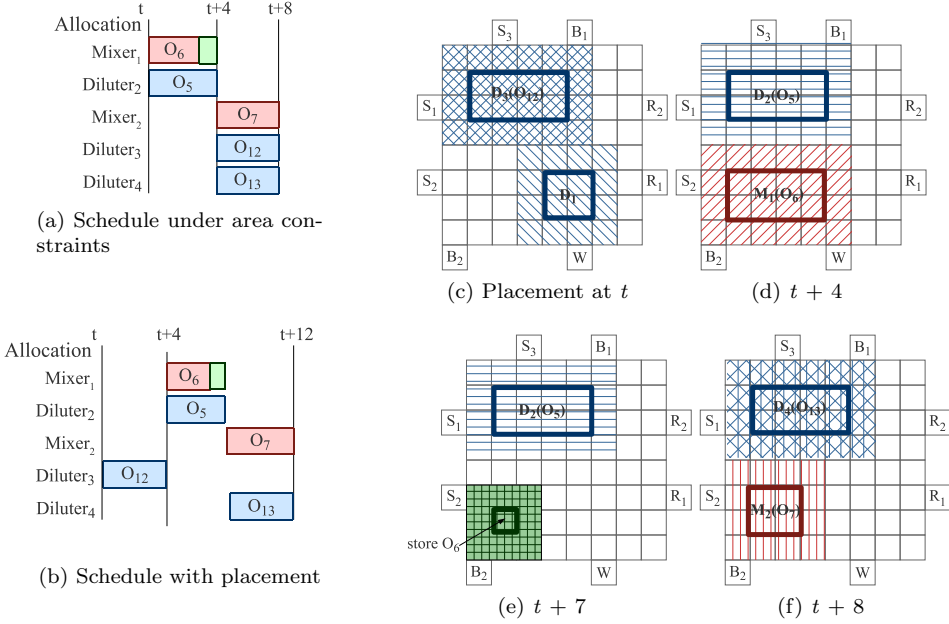 t t+4 t+8
Allocation
Mixer1 O6
Diluter2 O5
Mixer2 O7
Diluter3 O12
Diluter4 O13
(a) Schedule under area con-
straints
t t+4 t+12
Allocation
Mixer1 O6
Diluter2 O5
Mixer2 O7
Diluter3 O12
Diluter4 O13
(b) Schedule with placement
S3 B1
D3(O12)
S1 R2
S2 R1
D1
B2 W
(c) Placement at t
S3 B1
D2(O5)
S1 R2
S2 R1
M1(O6)
B2 W
(d) t + 4
S3 B1
D2(O5)
S1 R2
S2 R1
store O6
B2 W
(e) t + 7
S3 B1
D4(O13)
S1 R2
S2 R1
M2(O7)
B2 W
(f) t + 8